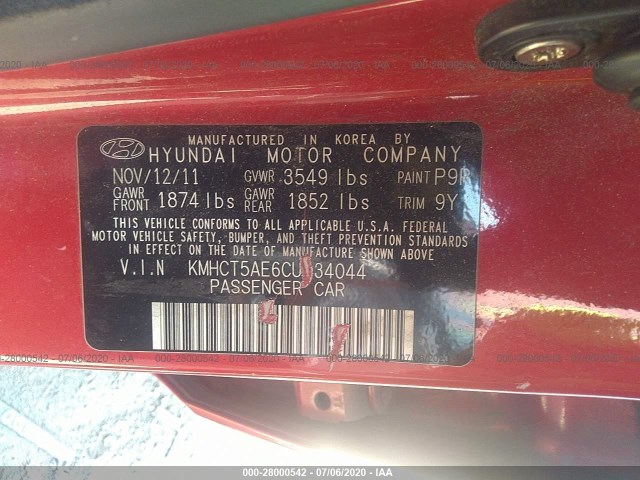 MANUFACTURED IN KOREA BY
HYUNDAI MOTOR COMPANY
NOV/12/11 GVWR 3549 lbs PAINT
GAWR FRONT 1874 lbs GAWR REAR 1852 lbs TRIM 9Y
THIS VEHICLE CONFORMS TO ALL APPLICABLE U.S.A. FEDERAL
MOTOR VEHICLE SAFETY, BUMPER, AND THEFT PREVENTION STANDARDS
IN EFFECT ON THE DATE OF MANUFACTURE SHOWN ABOVE
V.I.N
PASSENGER CAR
000-28000542 - 07/06/2020 - IAA